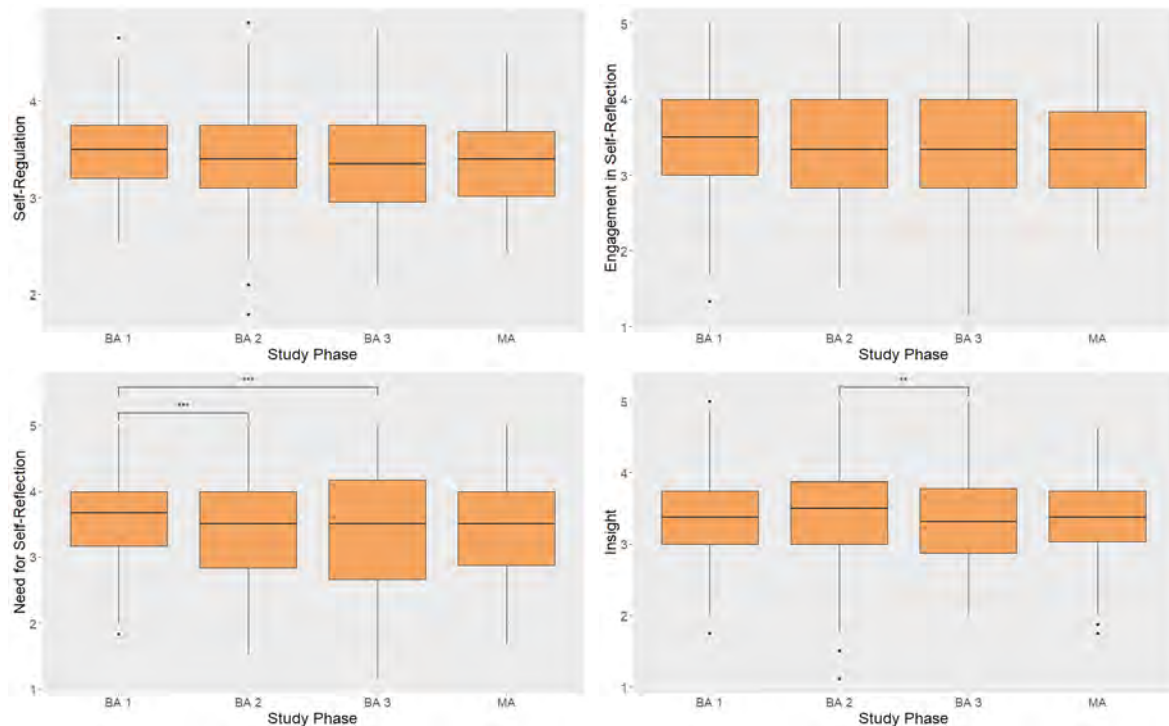 Self-Regulation
4
3
2
BA 1 BA 2 BA 3 MA
Study Phase
Engagement in Self-Reflection
5
4
3
2
1
BA 1 BA 2 BA 3 MA
Study Phase
Need for Self-Reflection
5
4
3
2
1
***
***
BA 1 BA 2 BA 3 MA
Study Phase
Insight
5
4
3
2
1
**
BA 1 BA 2 BA 3 MA
Study Phase